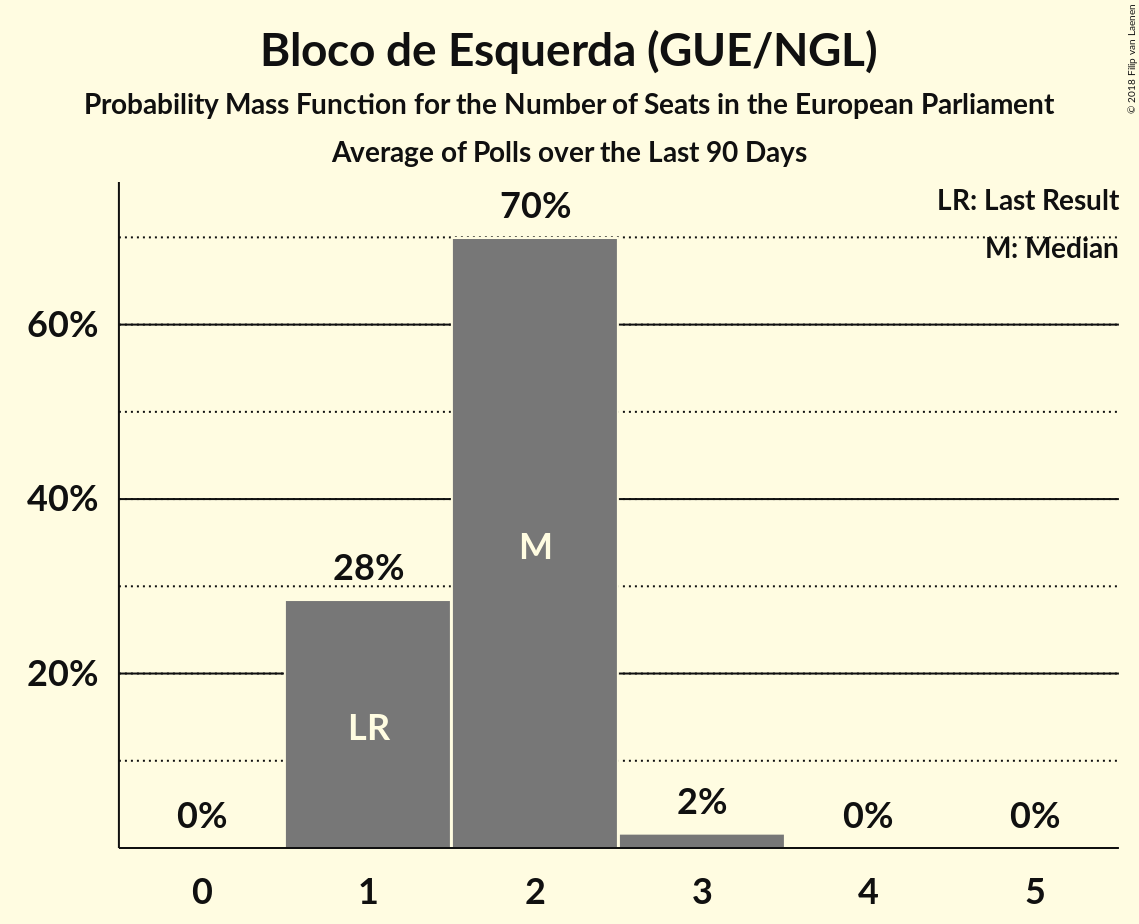 Bloco de Esquerda (GUE/NGL)
Probability Mass Function for the Number of Seats in the European Parliament
Average of Polls over the Last 90 Days
© 2018 Filip van Laenen
LR: Last Result
M: Median
60%
40%
20%
0%
28%
70%
2%
0%
0%
LR
M
0 1 2 3 4 5